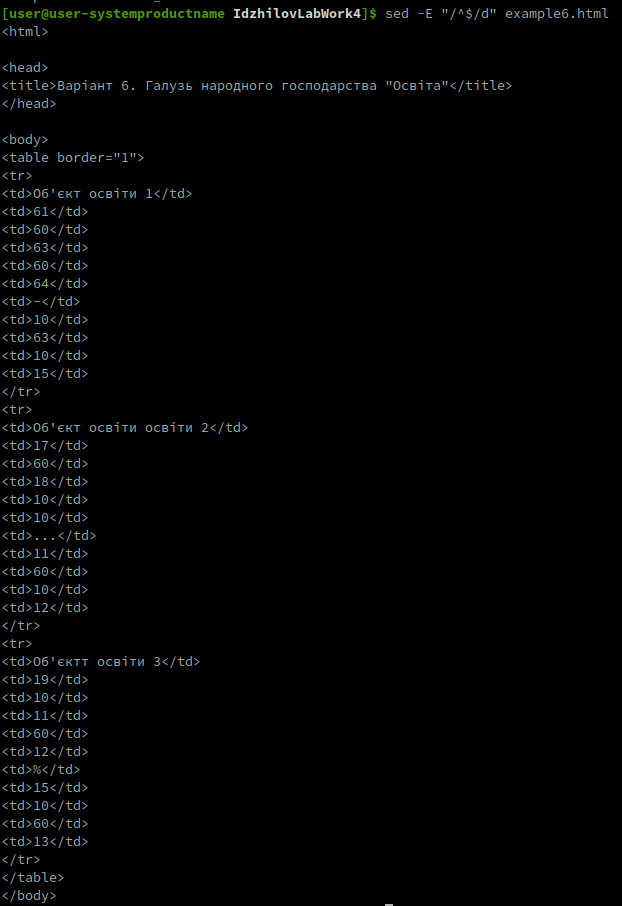 [user@user-systemproductname IdzhilovLabWork4]$ sed -E "/^$/d" example6.html
<html>

<head>
<title>Варіант 6. Галузь народного господарства "Освіта"</title>
</head>

<body>
<table border="1">
<tr>
<td>Об'єкт освіти 1</td>
<td>61</td>
<td>60</td>
<td>63</td>
<td>60</td>
<td>64</td>
<td>-</td>
<td>10</td>
<td>63</td>
<td>10</td>
<td>15</td>
</tr>
<tr>
<td>Об'єкт освіти освіти 2</td>
<td>17</td>
<td>60</td>
<td>18</td>
<td>10</td>
<td>10</td>
<td>...</td>
<td>11</td>
<td>60</td>
<td>10</td>
<td>12</td>
</tr>
<tr>
<td>Об'єктт освіти 3</td>
<td>19</td>
<td>10</td>
<td>11</td>
<td>60</td>
<td>12</td>
<td>%</td>
<td>15</td>
<td>10</td>
<td>60</td>
<td>13</td>
</tr>
</table>
</body>